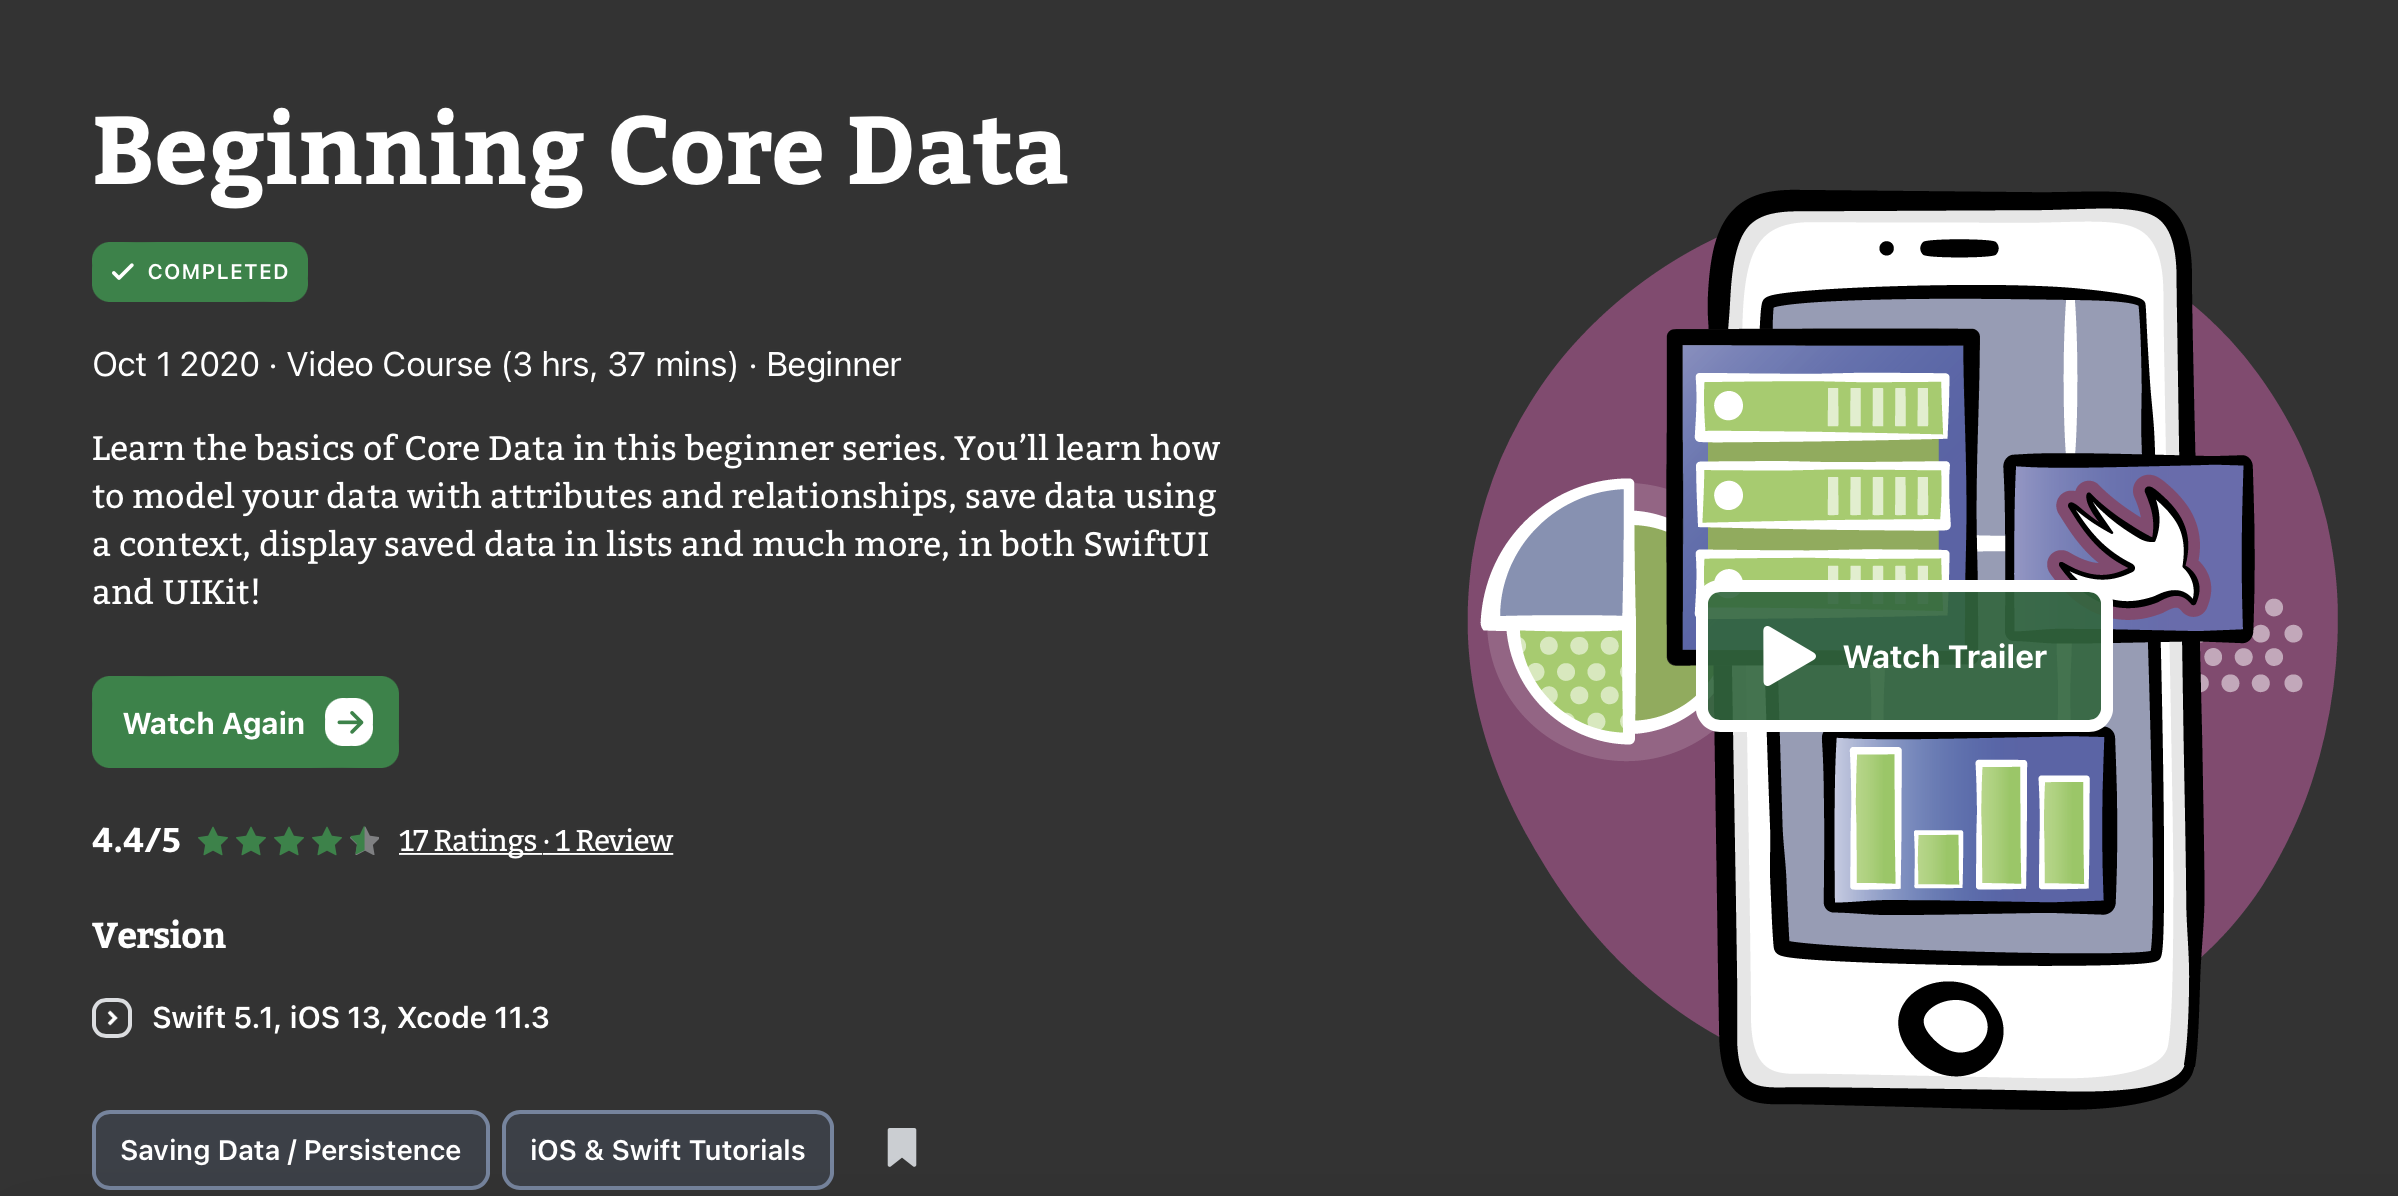 Beginning Core Data
COMPLETED
Oct 1 2020 · Video Course (3 hrs, 37 mins) · Beginner
Learn the basics of Core Data in this beginner series. You’ll learn how
to model your data with attributes and relationships, save data using
a context, display saved data in lists and much more, in both SwiftUI
and UIKit!
Watch Again
4.4/5 17 Ratings · 1 Review
Version
Swift 5.1, iOS 13, Xcode 11.3
Saving Data / Persistence iOS & Swift Tutorials
Watch Trailer